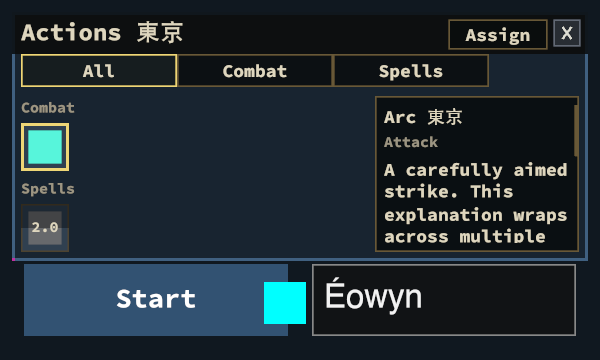 Actions 東京
Assign
X
All
Combat
Spells
Combat
Spells
2.0
Arc 東京
Attack
A carefully aimed
strike. This
explanation wraps
across multiple
Start
Éowyn